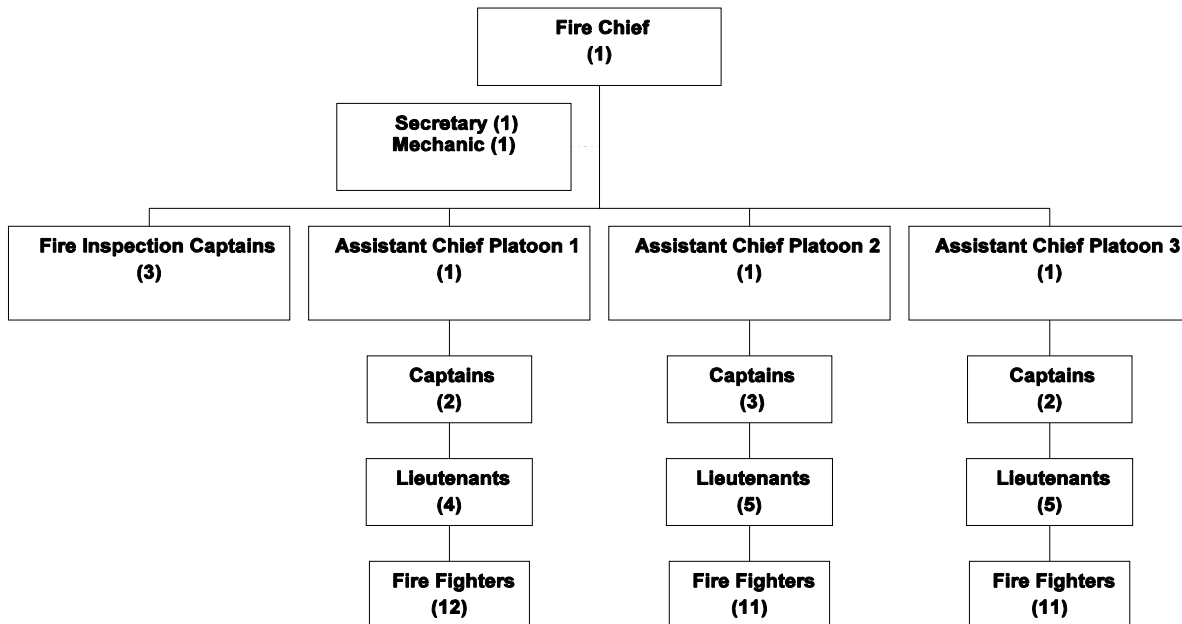 Fire Chief
(1)
Secretary (1)
Mechanic (1)
Fire Inspection Captains
(3)
Assistant Chief Platoon 1
(1)
Assistant Chief Platoon 2
(1)
Assistant Chief Platoon 3
(1)
Captains
(2)
Captains
(3)
Captains
(2)
Lieutenants
(4)
Lieutenants
(5)
Lieutenants
(5)
Fire Fighters
(12)
Fire Fighters
(11)
Fire Fighters
(11)